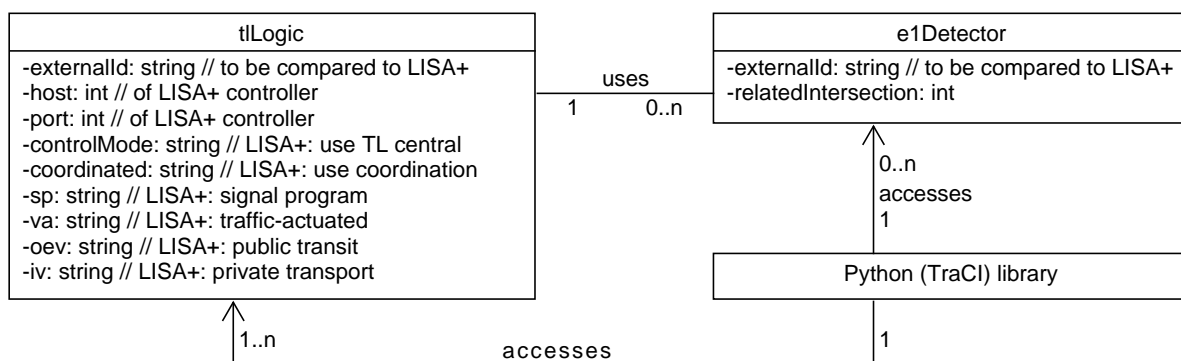 tlLogic
-externalId: string // to be compared to LISA+
-host: int // of LISA+ controller
-port: int // of LISA+ controller
-controlMode: string // LISA+: use TL central
-coordinated: string // LISA+: use coordination
-sp: string // LISA+: signal program
-va: string // LISA+: traffic-actuated
-oev: string // LISA+: public transit
-iv: string // LISA+: private transport
uses
1 0..n
e1Detector
-externalId: string // to be compared to LISA+
-relatedIntersection: int
0..n
accesses
1
Python (TraCI) library
1..n
accesses
1